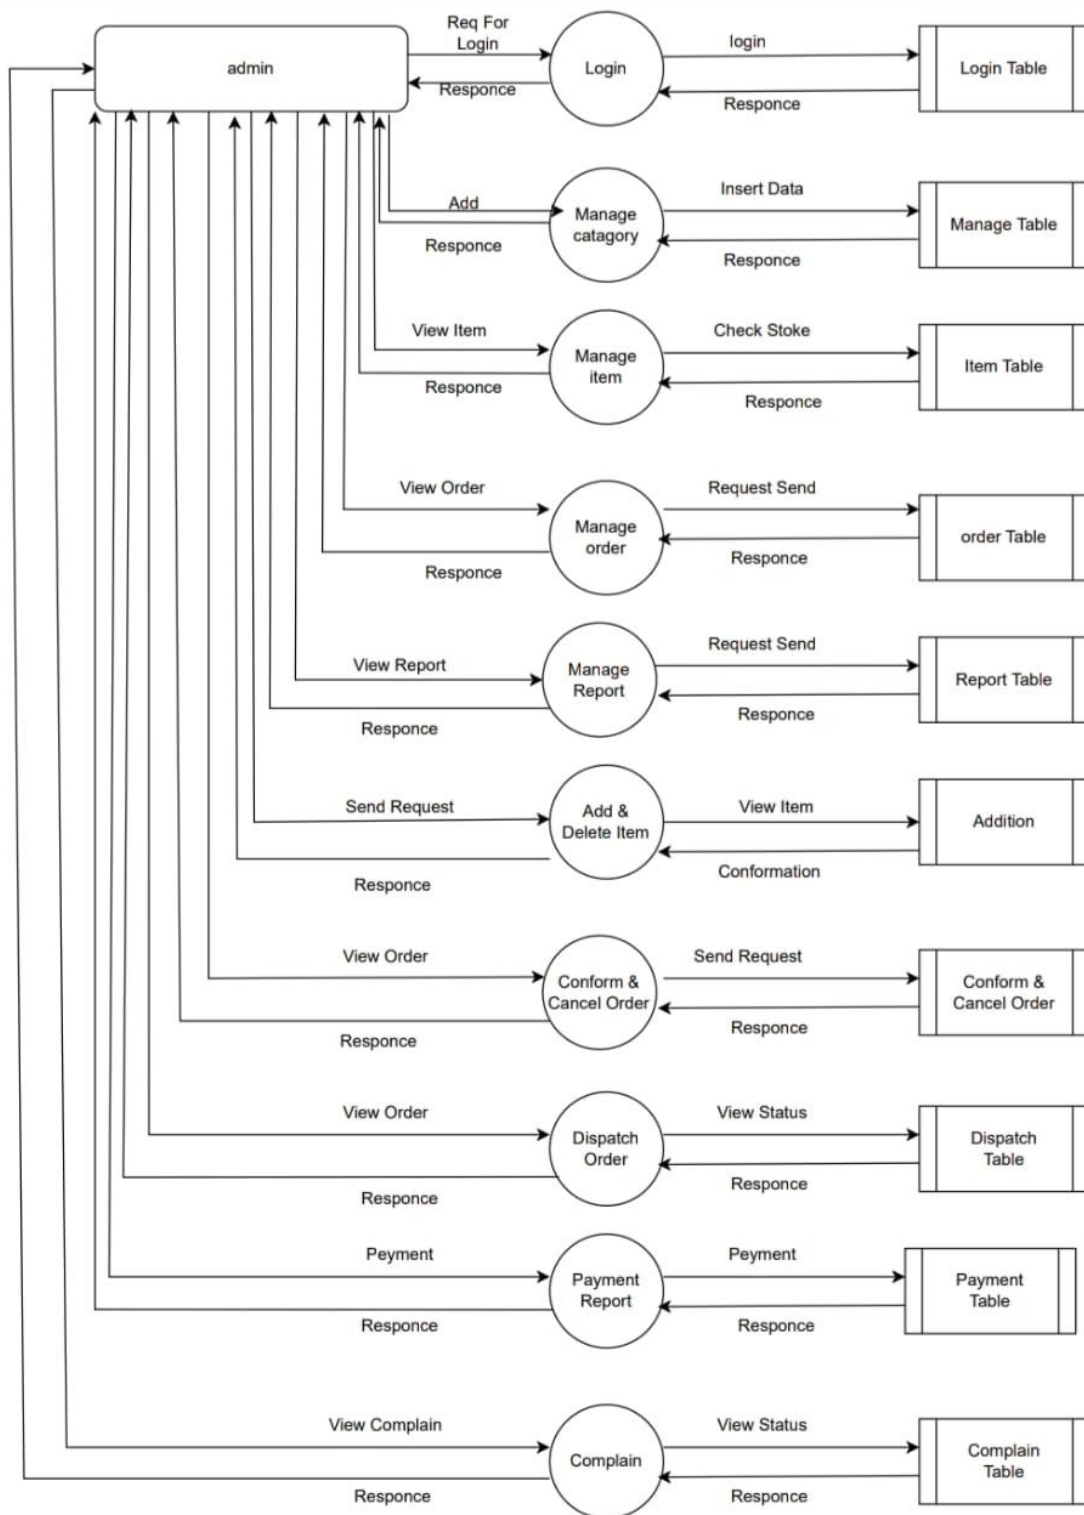 Req For
Login
admin
Login
login
Login Table
Responce
Responce
Add
Manage
catagory
Insert Data
Manage Table
Responce
Responce
View Item
Manage
item
Check Stoke
Item Table
Responce
Responce
View Order
Manage
order
Request Send
order Table
Responce
Responce
View Report
Manage
Report
Request Send
Report Table
Responce
Responce
Send Request
Add &
Delete Item
View Item
Addition
Responce
Conformation
View Order
Conform &
Cancel Order
Send Request
Conform &
Cancel Order
Responce
Responce
View Order
Dispatch
Order
View Status
Dispatch
Table
Responce
Responce
Peyment
Payment
Report
Peyment
Payment
Table
Responce
Responce
View Complain
Complain
View Status
Complain
Table
Responce
Responce